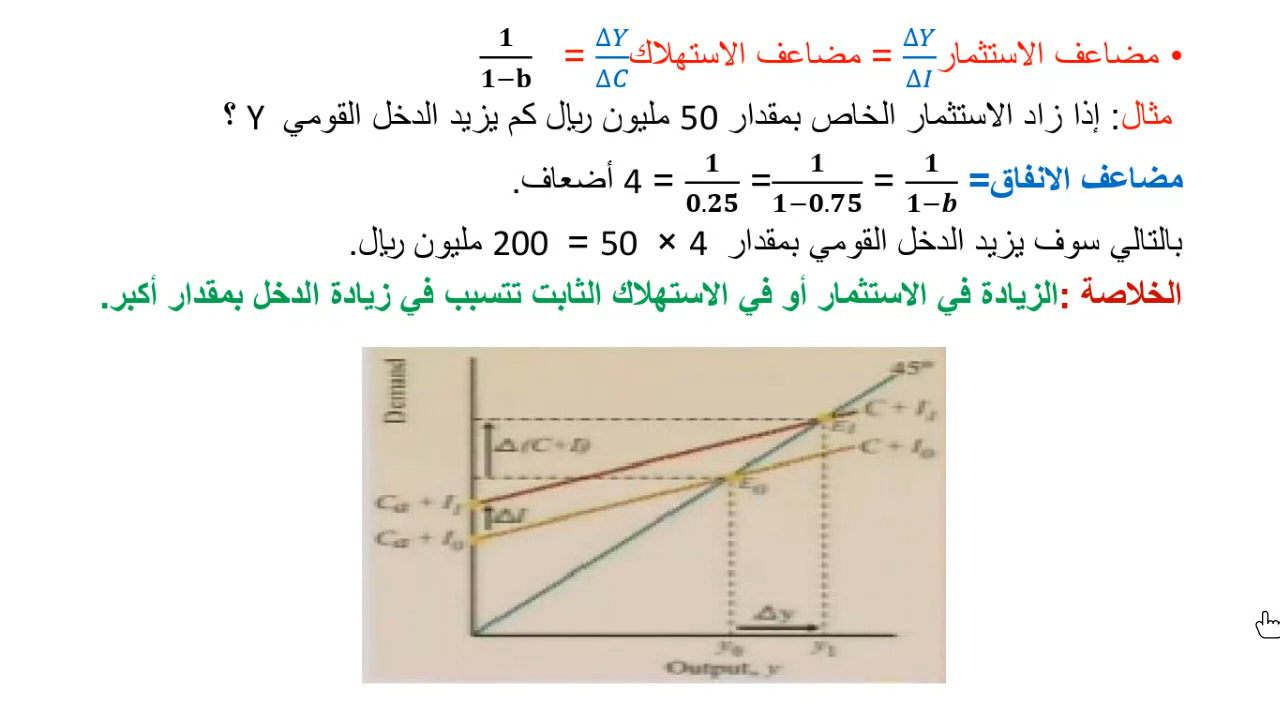 • مضاعف الاستثمار ΔY/ΔI = مضاعف الاستهلاك ΔY/ΔC = 1/1−b
مثال: إذا زاد الاستثمار الخاص بمقدار 50 مليون ريال كم يزيد الدخل القومي Y ؟
مضاعف الانفاق= 1/1−b = 1/1−0.75 = 1/0.25 = 4 أضعاف.
بالتالي سوف يزيد الدخل القومي بمقدار 4 × 50 = 200 مليون ريال.
الخلاصة :الزيادة في الاستثمار أو في الاستهلاك الثابت تتسبب في زيادة الدخل بمقدار أكبر.
Demand
45°
C + I₁
E₁
Δ(C+I)
C + I₀
E₀
Cα + I₁
ΔI
Cα + I₀
Δy
y₀
y₁
Output, y